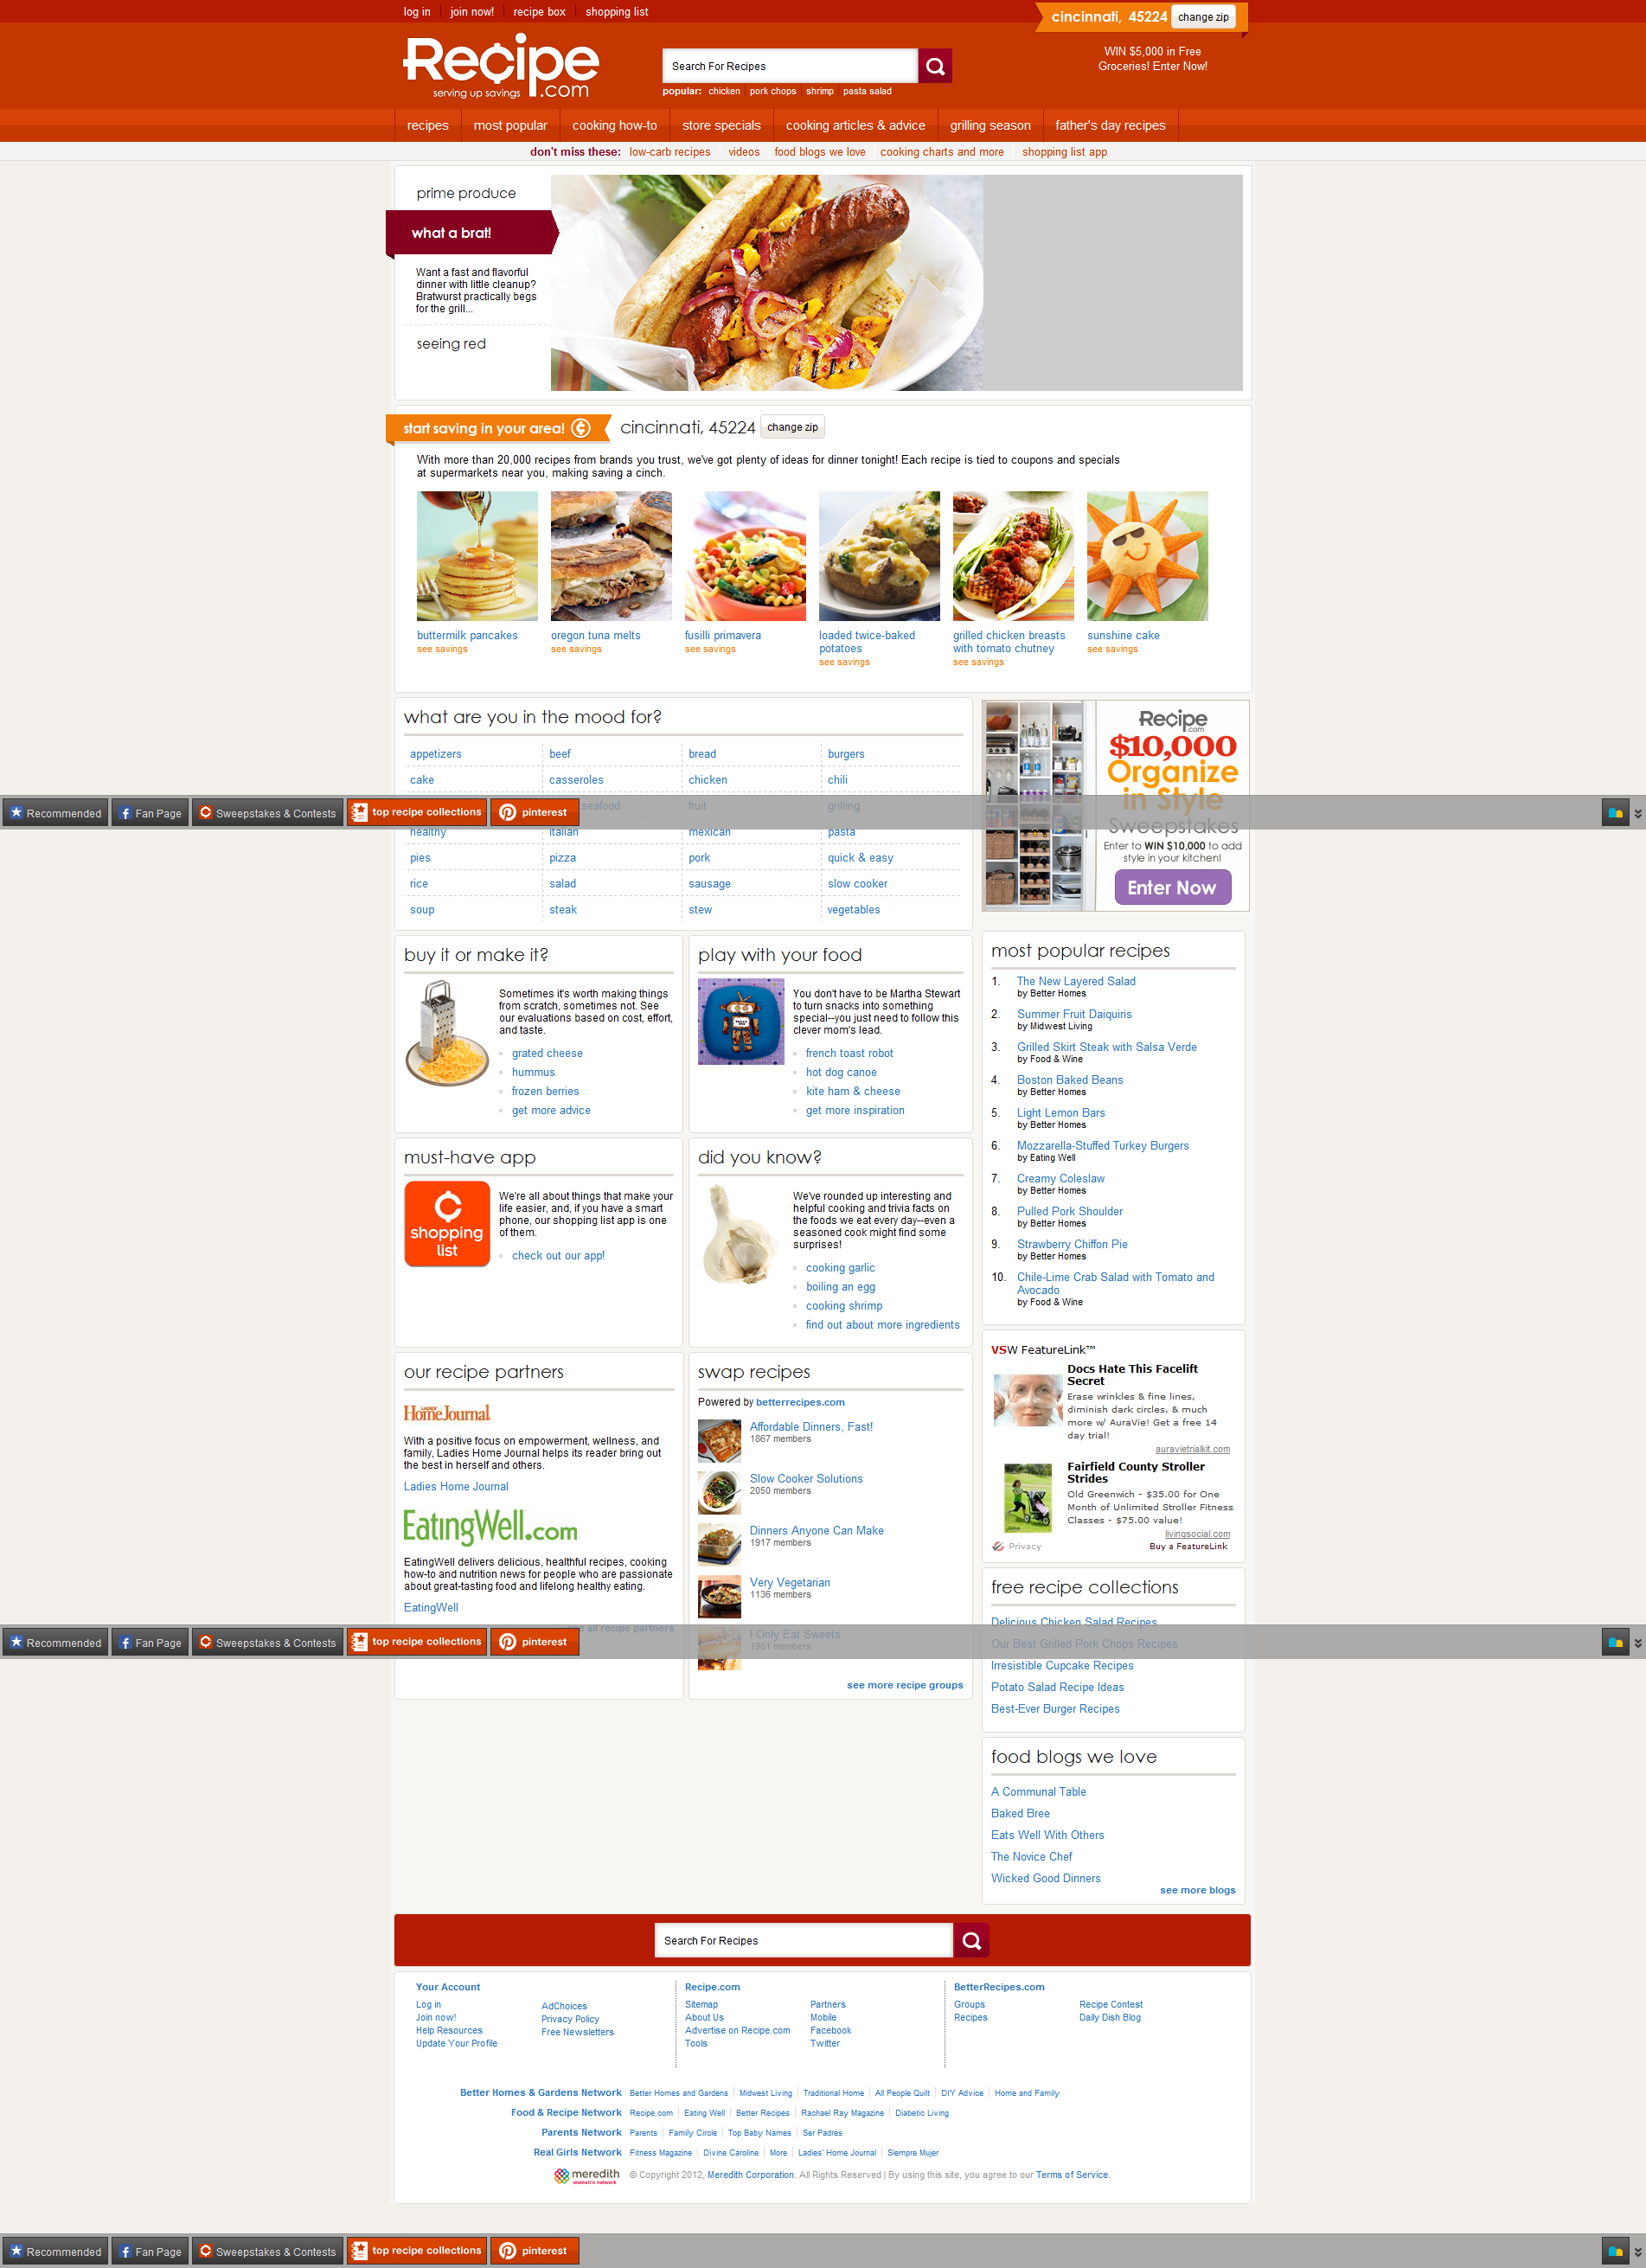 log in
join now!
recipe box
shopping list
cincinnati, 45224
change zip
Recipe
.com
serving up savings
Search For Recipes
popular: chicken pork chops shrimp pasta salad
WIN $5,000 in Free
Groceries! Enter Now!
recipes
most popular
cooking how-to
store specials
cooking articles & advice
grilling season
father's day recipes
don't miss these: low-carb recipes videos food blogs we love cooking charts and more shopping list app
prime produce
what a brat!
Want a fast and flavorful
dinner with little cleanup?
Bratwurst practically begs
for the grill...
seeing red
start saving in your area!
cincinnati, 45224
change zip
With more than 20,000 recipes from brands you trust, we've got plenty of ideas for dinner tonight! Each recipe is tied to coupons and specials
at supermarkets near you, making saving a cinch.
buttermilk pancakes
see savings
oregon tuna melts
see savings
fusilli primavera
see savings
loaded twice-baked
potatoes
see savings
grilled chicken breasts
with tomato chutney
see savings
sunshine cake
see savings
what are you in the mood for?
appetizers beef bread burgers
cake casseroles chicken chili
seafood fruit grilling
Recommended
Fan Page
Sweepstakes & Contests
top recipe collections
pinterest
healthy italian mexican pasta
pies pizza pork quick & easy
rice salad sausage slow cooker
soup steak stew vegetables
Recipe
.com
$10,000
Organize
in Style
Sweepstakes
Enter to WIN $10,000 to add
style in your kitchen!
Enter Now
buy it or make it?
Sometimes it's worth making things
from scratch, sometimes not. See
our evaluations based on cost, effort,
and taste.
grated cheese
hummus
frozen berries
get more advice
play with your food
You don't have to be Martha Stewart
to turn snacks into something
special--you just need to follow this
clever mom's lead.
french toast robot
hot dog canoe
kite ham & cheese
get more inspiration
most popular recipes
1. The New Layered Salad
by Better Homes
2. Summer Fruit Daiquiris
by Midwest Living
3. Grilled Skirt Steak with Salsa Verde
by Food & Wine
4. Boston Baked Beans
by Better Homes
5. Light Lemon Bars
by Better Homes
6. Mozzarella-Stuffed Turkey Burgers
by Eating Well
7. Creamy Coleslaw
by Better Homes
8. Pulled Pork Shoulder
by Better Homes
9. Strawberry Chiffon Pie
by Better Homes
10. Chile-Lime Crab Salad with Tomato and
Avocado
by Food & Wine
must-have app
shopping
list
We're all about things that make your
life easier, and, if you have a smart
phone, our shopping list app is one
of them.
check out our app!
did you know?
We've rounded up interesting and
helpful cooking and trivia facts on
the foods we eat every day--even a
seasoned cook might find some
surprises!
cooking garlic
boiling an egg
cooking shrimp
find out about more ingredients
VSW FeatureLink™
Docs Hate This Facelift
Secret
Erase wrinkles & fine lines,
diminish dark circles, & much
more w/ AuraVie! Get a free 14
day trial!
auravietrialkit.com
Fairfield County Stroller
Strides
Old Greenwich - $35.00 for One
Month of Unlimited Stroller Fitness
Classes - $75.00 value!
livingsocial.com
Privacy
Buy a FeatureLink
our recipe partners
LADIES'
Home Journal
With a positive focus on empowerment, wellness, and
family, Ladies Home Journal helps its reader bring out
the best in herself and others.
Ladies Home Journal
EatingWell.com
EatingWell delivers delicious, healthful recipes, cooking
how-to and nutrition news for people who are passionate
about great-tasting food and lifelong healthy eating.
EatingWell
all recipe partners
swap recipes
Powered by betterrecipes.com
Affordable Dinners, Fast!
1867 members
Slow Cooker Solutions
2050 members
Dinners Anyone Can Make
1917 members
Very Vegetarian
1136 members
I Only Eat Sweets
1981 members
see more recipe groups
free recipe collections
Delicious Chicken Salad Recipes
Our Best Grilled Pork Chops Recipes
Irresistible Cupcake Recipes
Potato Salad Recipe Ideas
Best-Ever Burger Recipes
Recommended
Fan Page
Sweepstakes & Contests
top recipe collections
pinterest
food blogs we love
A Communal Table
Baked Bree
Eats Well With Others
The Novice Chef
Wicked Good Dinners
see more blogs
Search For Recipes
Your Account
Log in
Join now!
Help Resources
Update Your Profile
AdChoices
Privacy Policy
Free Newsletters
Recipe.com
Sitemap
About Us
Advertise on Recipe.com
Tools
Partners
Mobile
Facebook
Twitter
BetterRecipes.com
Groups
Recipes
Recipe Contest
Daily Dish Blog
Better Homes & Gardens Network Better Homes and Gardens Midwest Living Traditional Home All People Quilt DIY Advice Home and Family
Food & Recipe Network Recipe.com Eating Well Better Recipes Rachael Ray Magazine Diabetic Living
Parents Network Parents Family Circle Top Baby Names Ser Padres
Real Girls Network Fitness Magazine Divine Caroline More Ladies' Home Journal Siempre Mujer
meredith
women's network
© Copyright 2012, Meredith Corporation. All Rights Reserved | By using this site, you agree to our Terms of Service.
Recommended
Fan Page
Sweepstakes & Contests
top recipe collections
pinterest